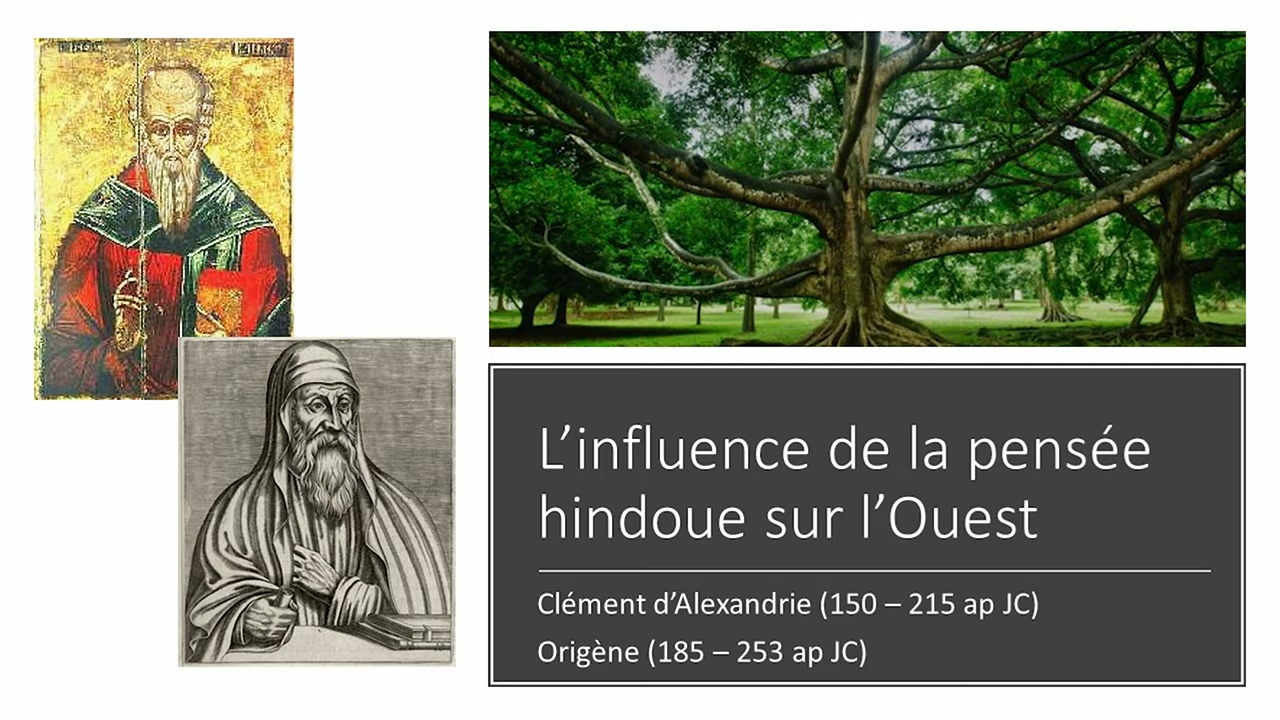 L’influence de la pensée
hindoue sur l’Ouest
Clément d’Alexandrie (150 – 215 ap JC)
Origène (185 – 253 ap JC)